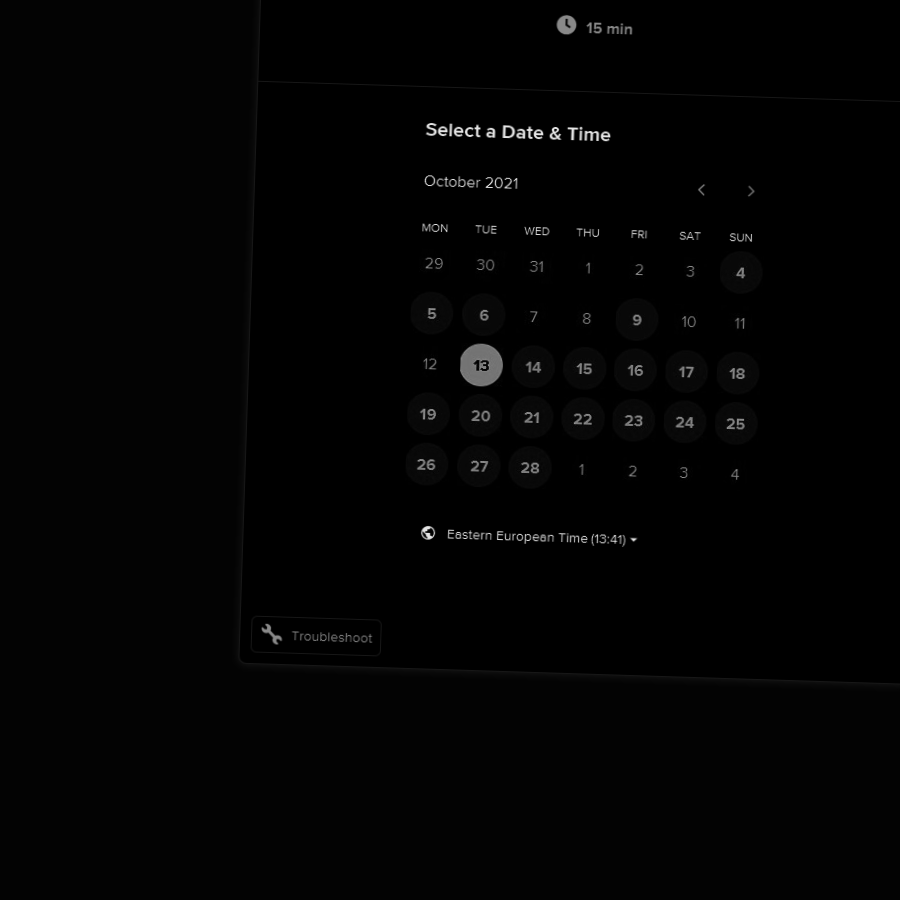 15 min
Select a Date & Time
October 2021
MON TUE WED THU FRI SAT SUN
29 30 31 1 2 3 4
5 6 7 8 9 10 11
12 13 14 15 16 17 18
19 20 21 22 23 24 25
26 27 28 1 2 3 4
Eastern European Time (13:41)
Troubleshoot